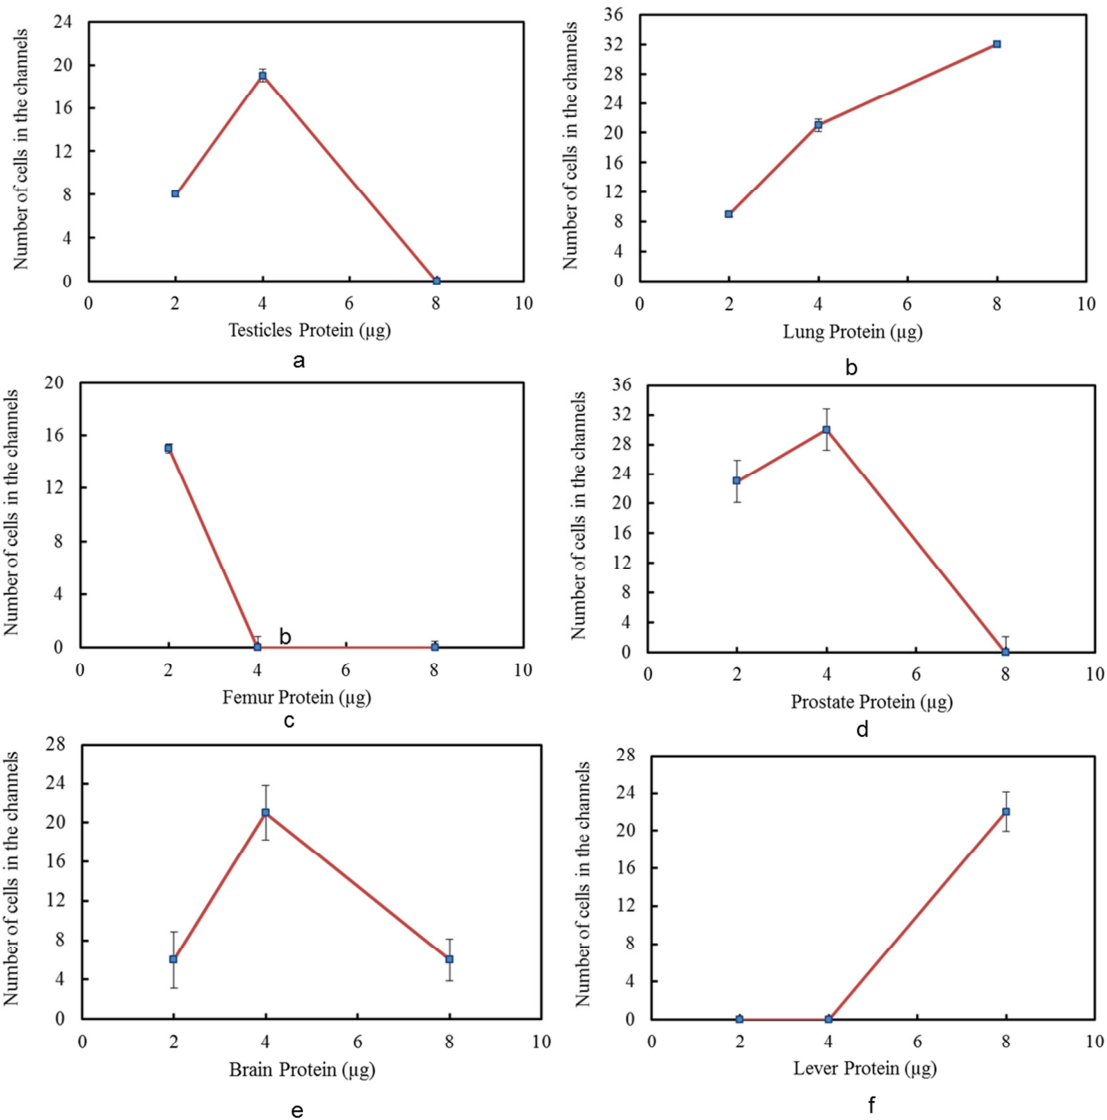 Number of cells in the channels
24
20
16
12
8
4
0
0 2 4 6 8 10
Testicles Protein (µg)
a
Number of cells in the channels
36
32
28
24
20
16
12
8
4
0
0 2 4 6 8 10
Lung Protein (µg)
b
Number of cells in the channels
20
16
12
8
4
0
b
0 2 4 6 8 10
Femur Protein (µg)
c
Number of cells in the channels
36
32
28
24
20
16
12
8
4
0
0 2 4 6 8 10
Prostate Protein (µg)
d
Number of cells in the channels
28
24
20
16
12
8
4
0
0 2 4 6 8 10
Brain Protein (µg)
e
Number of cells in the channels
28
24
20
16
12
8
4
0
0 2 4 6 8 10
Lever Protein (µg)
f